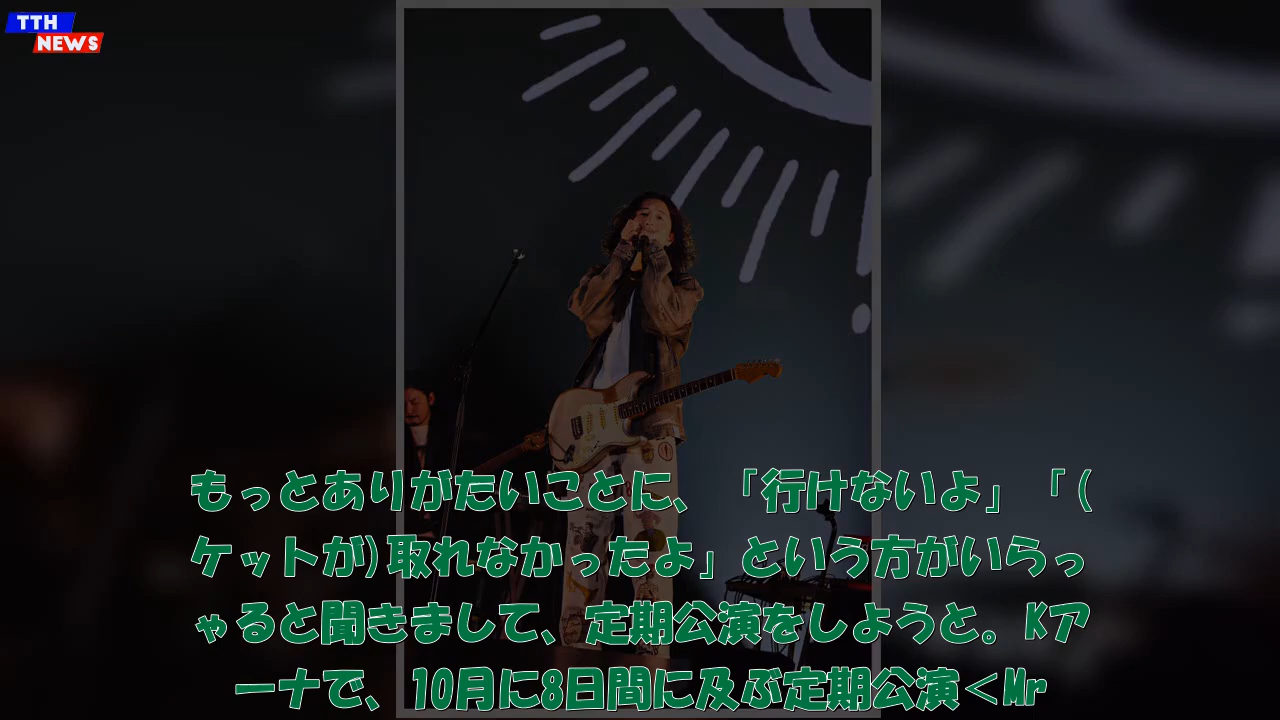 TTH
NEWS
もっとありがたいことに、「行けないよ」「(
ケットが)取れなかったよ」という方がいらっ
ゃると聞きまして、定期公演をしようと。Kア
ーナで、10月に8日間に及ぶ定期公演＜Mr